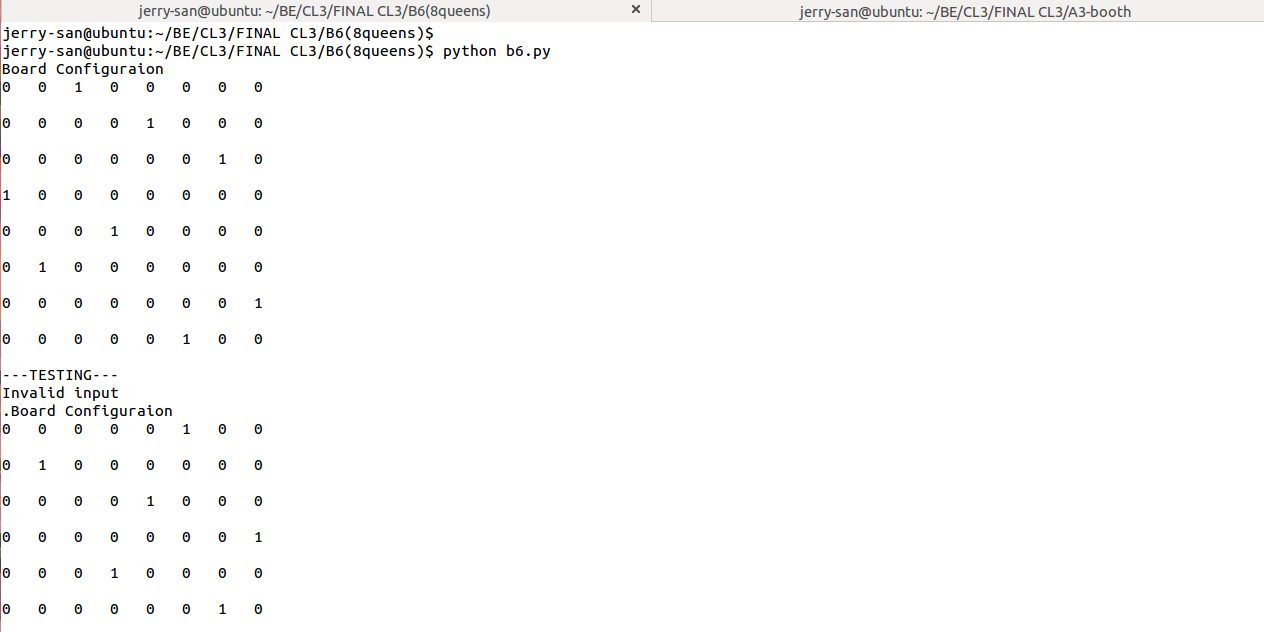 jerry-san@ubuntu: ~/BE/CL3/FINAL CL3/B6(8queens) × jerry-san@ubuntu: ~/BE/CL3/FINAL CL3/A3-booth
jerry-san@ubuntu:~/BE/CL3/FINAL CL3/B6(8queens)$
jerry-san@ubuntu:~/BE/CL3/FINAL CL3/B6(8queens)$ python b6.py
Board Configuraion
0 0 1 0 0 0 0 0
0 0 0 0 1 0 0 0
0 0 0 0 0 0 1 0
1 0 0 0 0 0 0 0
0 0 0 1 0 0 0 0
0 1 0 0 0 0 0 0
0 0 0 0 0 0 0 1
0 0 0 0 0 1 0 0
---TESTING---
Invalid input
.Board Configuraion
0 0 0 0 0 1 0 0
0 1 0 0 0 0 0 0
0 0 0 0 1 0 0 0
0 0 0 0 0 0 0 1
0 0 0 1 0 0 0 0
0 0 0 0 0 0 1 0